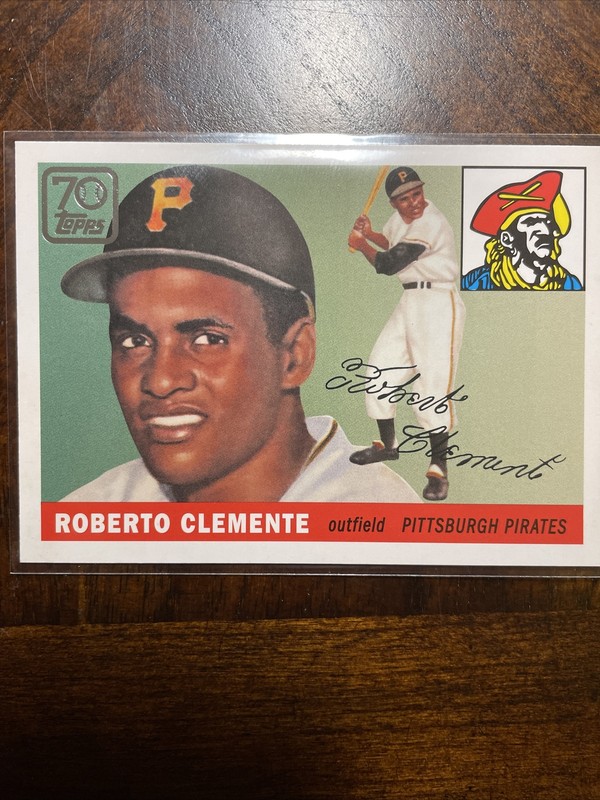 70
Topps
P
P
Roberto
Clemente
ROBERTO CLEMENTE outfield PITTSBURGH PIRATES